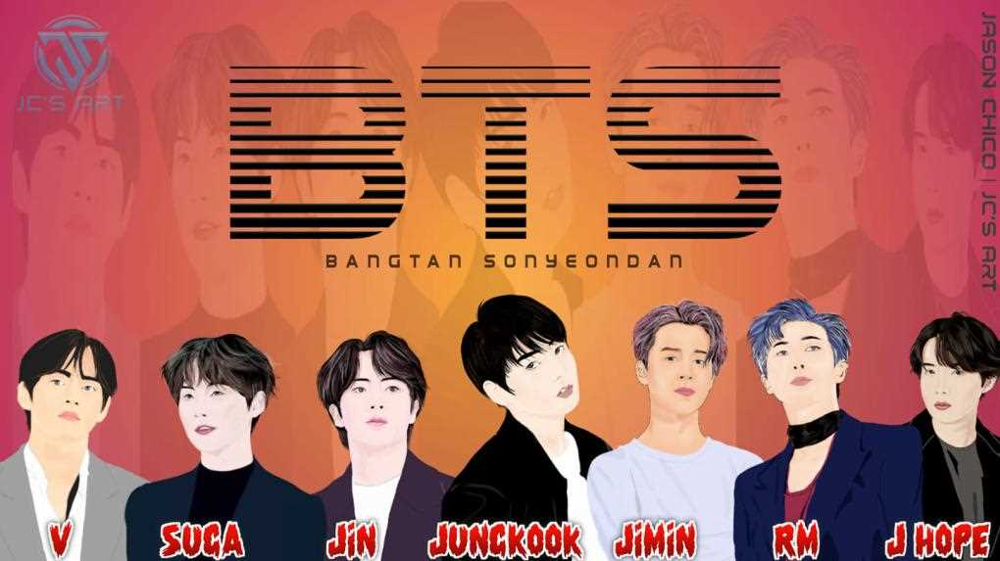 JC'S ART
BTS
BANGTAN SONYEONDAN
JASON CHICO | JC'S ART
V
SUGA
JiN
JUNGKOOK
JiMiN
RM
J HOPE